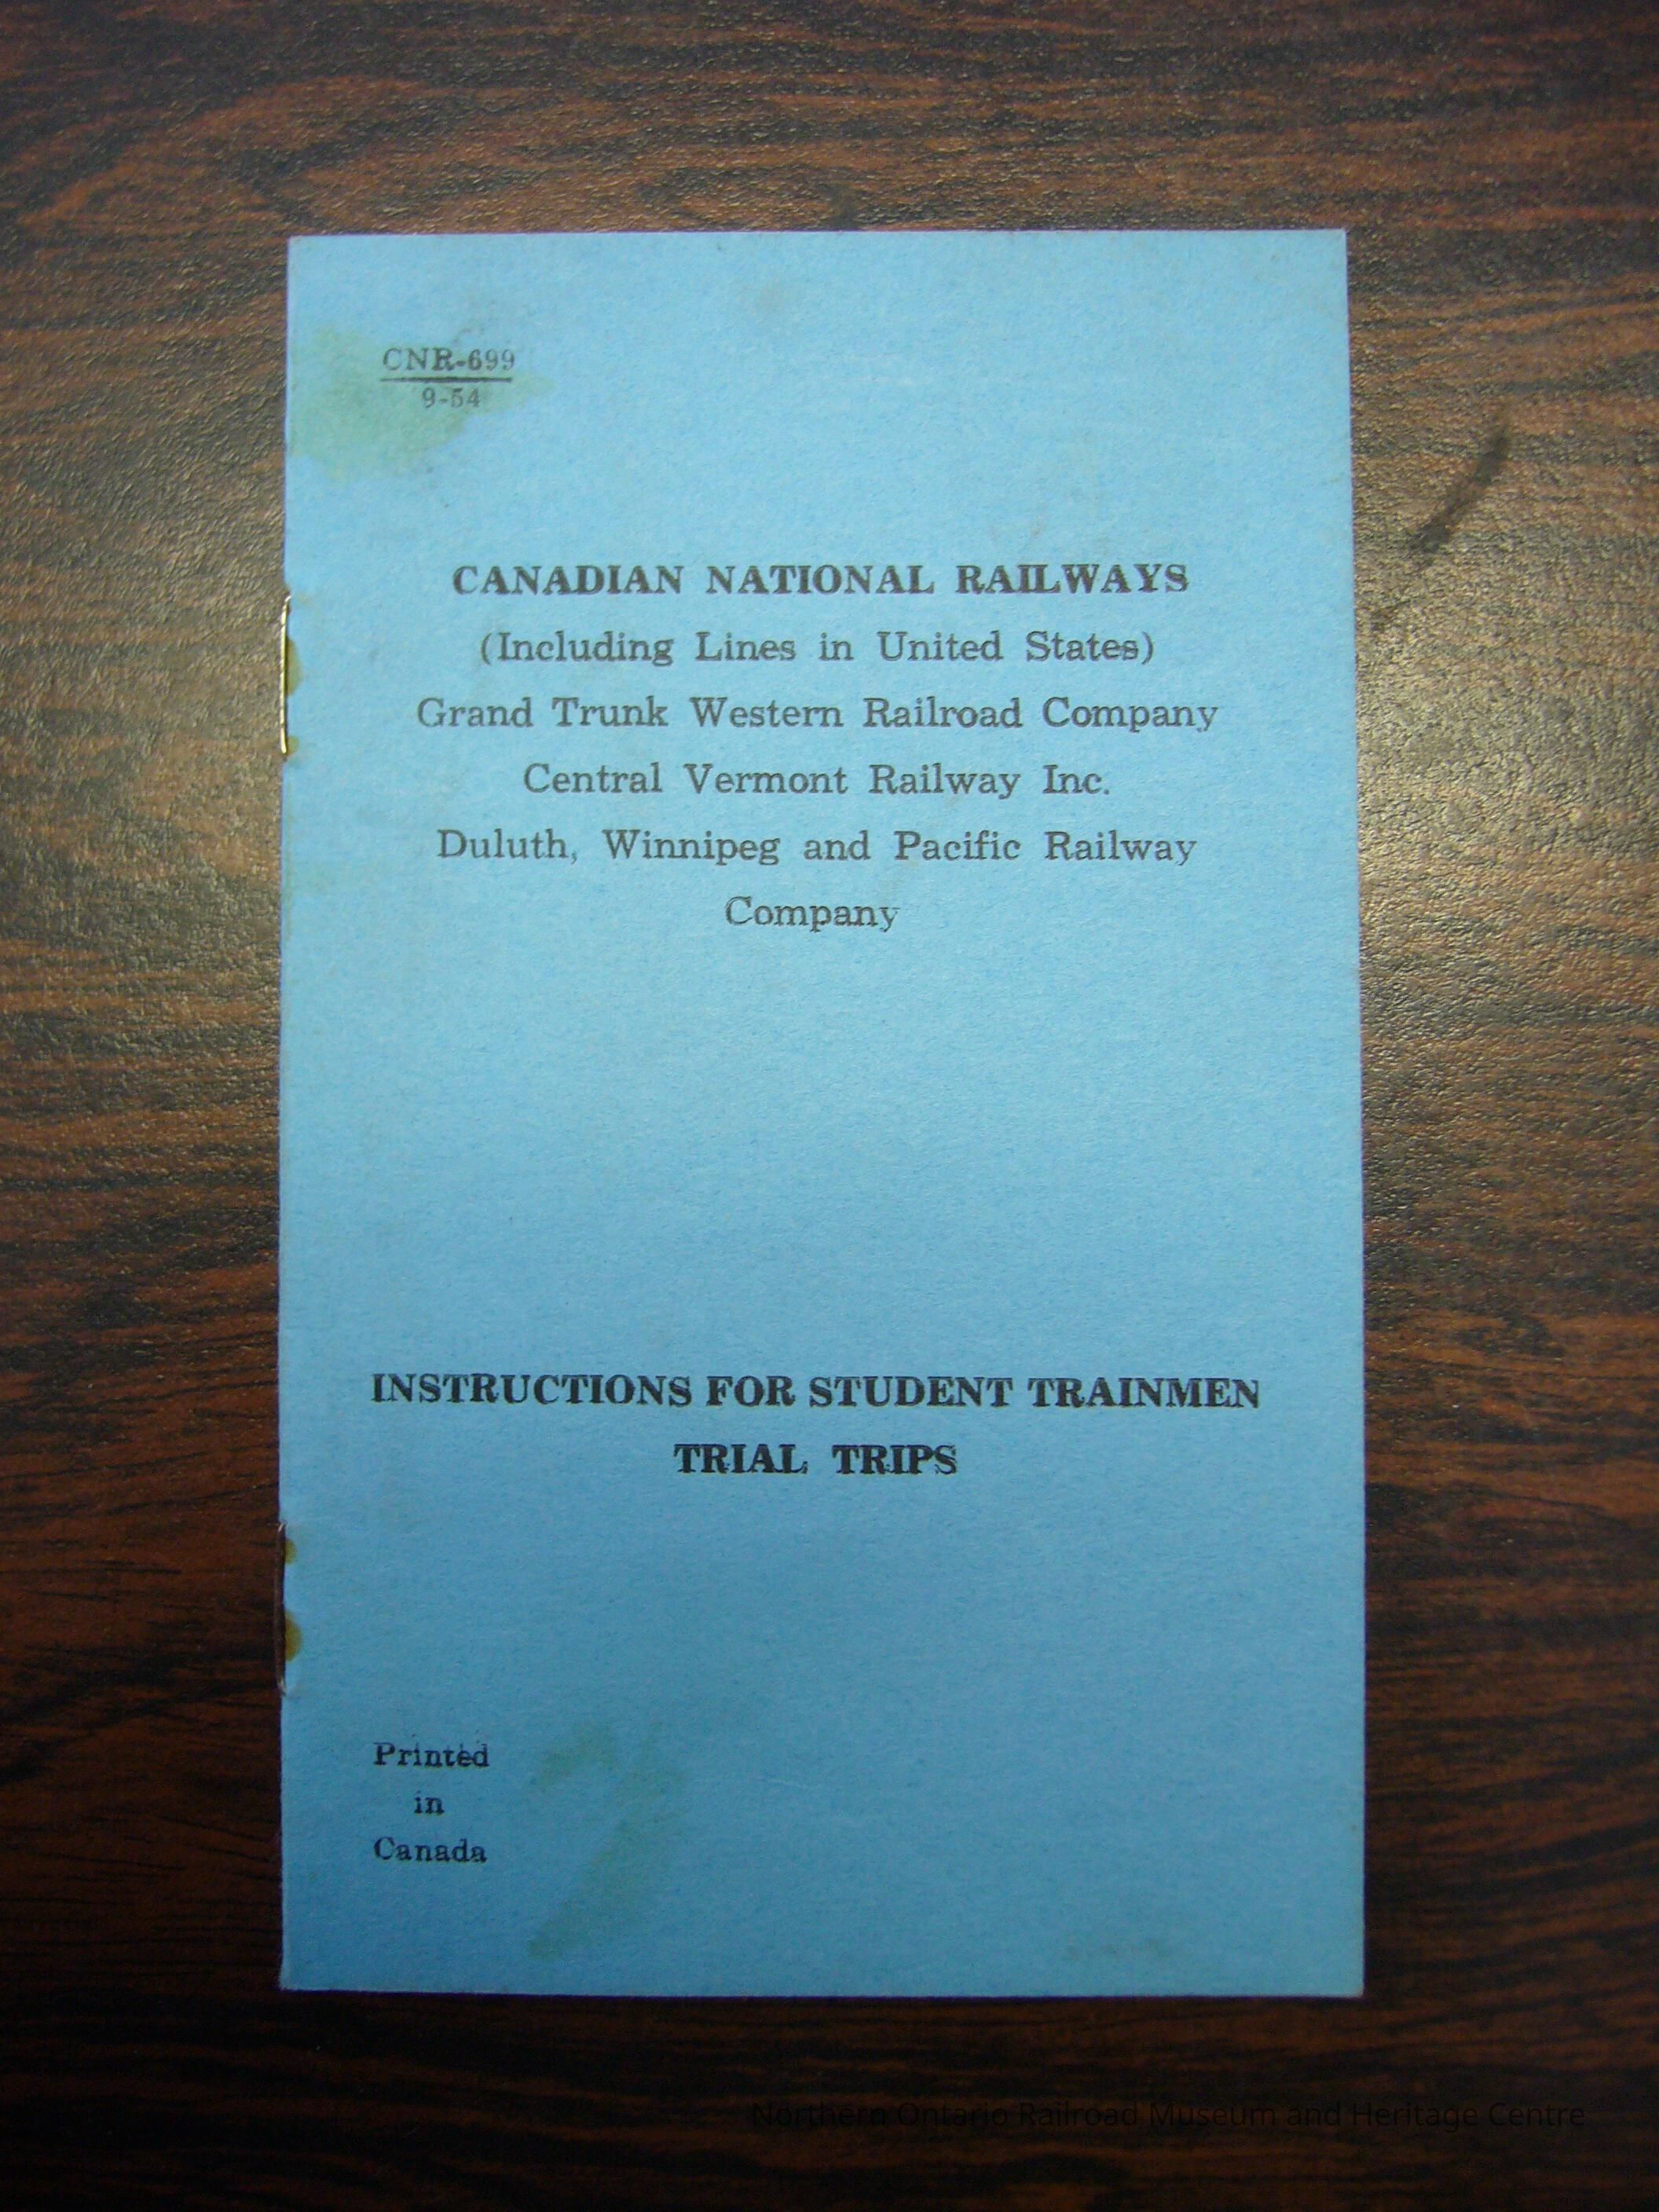 CNR-699
9-54
CANADIAN NATIONAL RAILWAYS
(Including Lines in United States)
Grand Trunk Western Railroad Company
Central Vermont Railway Inc.
Duluth, Winnipeg and Pacific Railway
Company
INSTRUCTIONS FOR STUDENT TRAINMEN
TRIAL TRIPS
Printed
in
Canada
Northern Ontario Railroad Museum and Heritage Centre